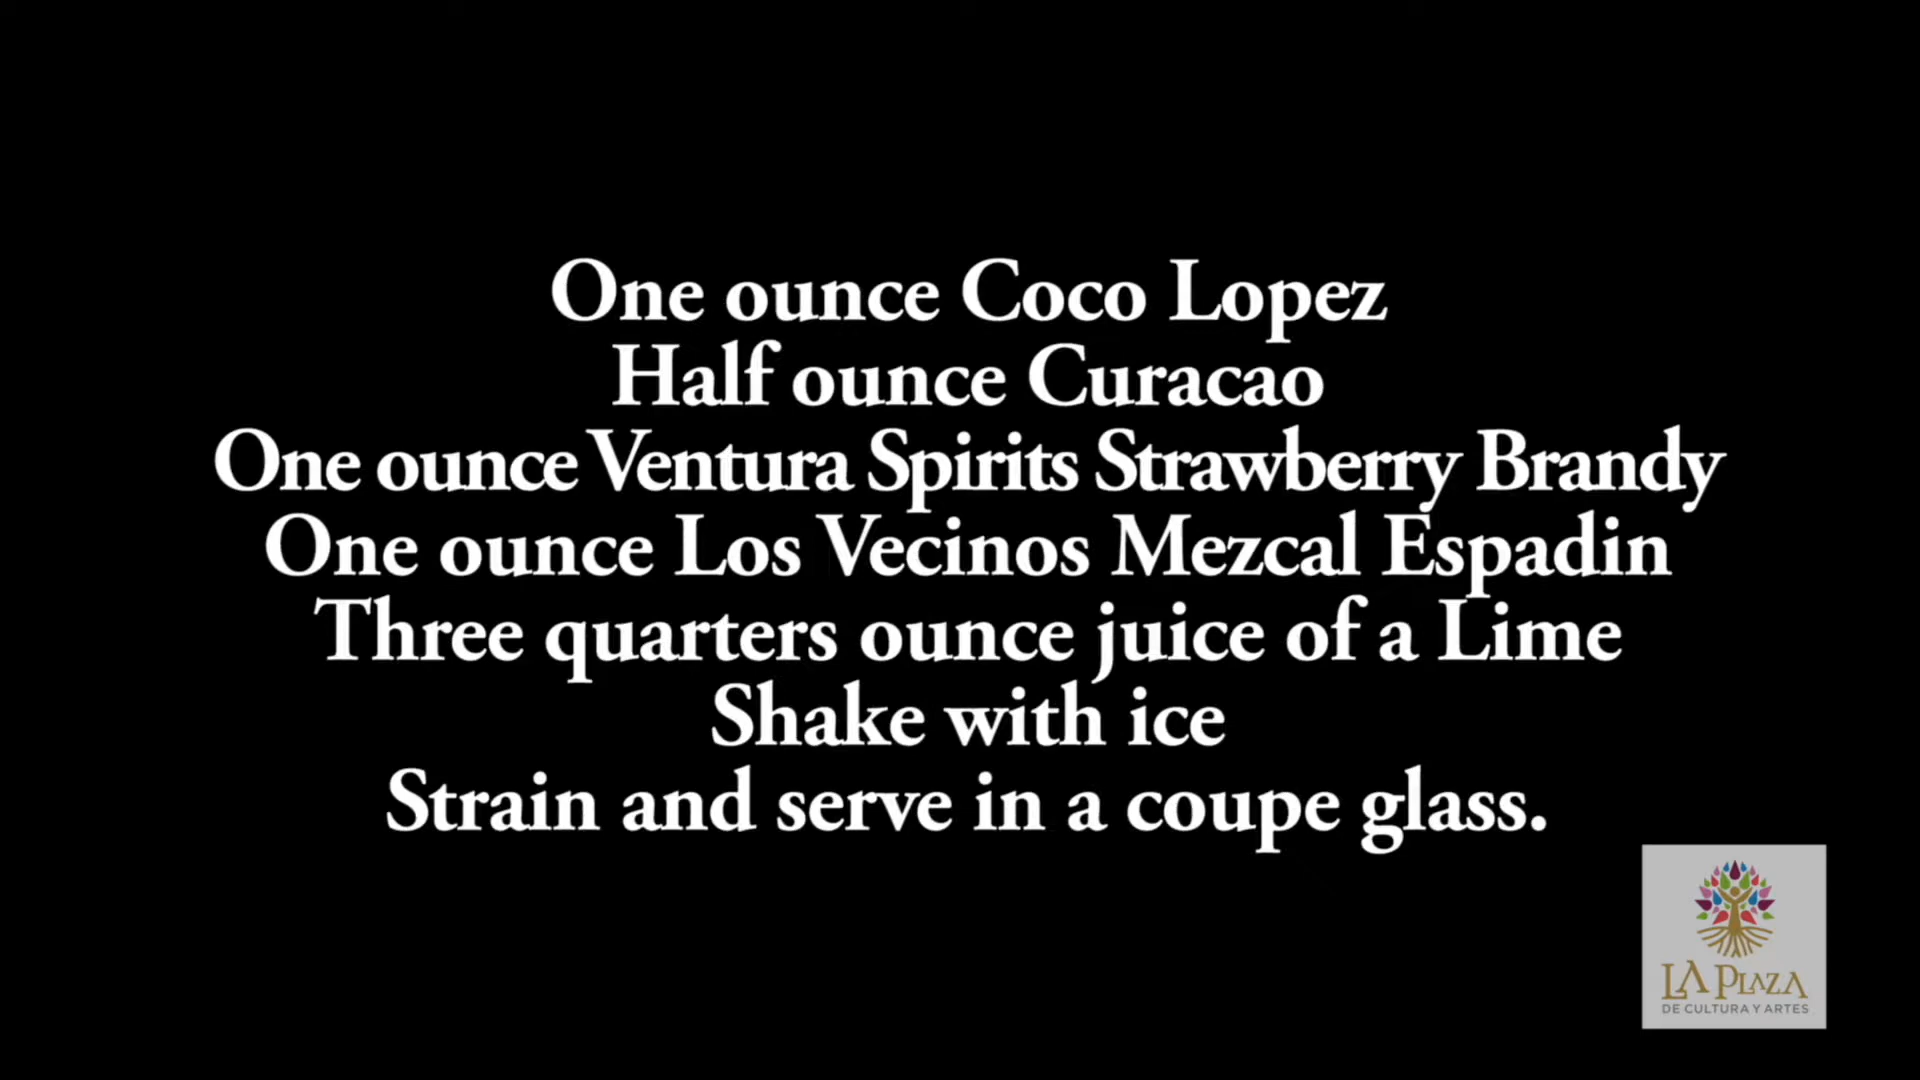 One ounce Coco Lopez
Half ounce Curacao
One ounce Ventura Spirits Strawberry Brandy
One ounce Los Vecinos Mezcal Espadin
Three quarters ounce juice of a Lime
Shake with ice
Strain and serve in a coupe glass.
LA PLAZA
DE CULTURA Y ARTES